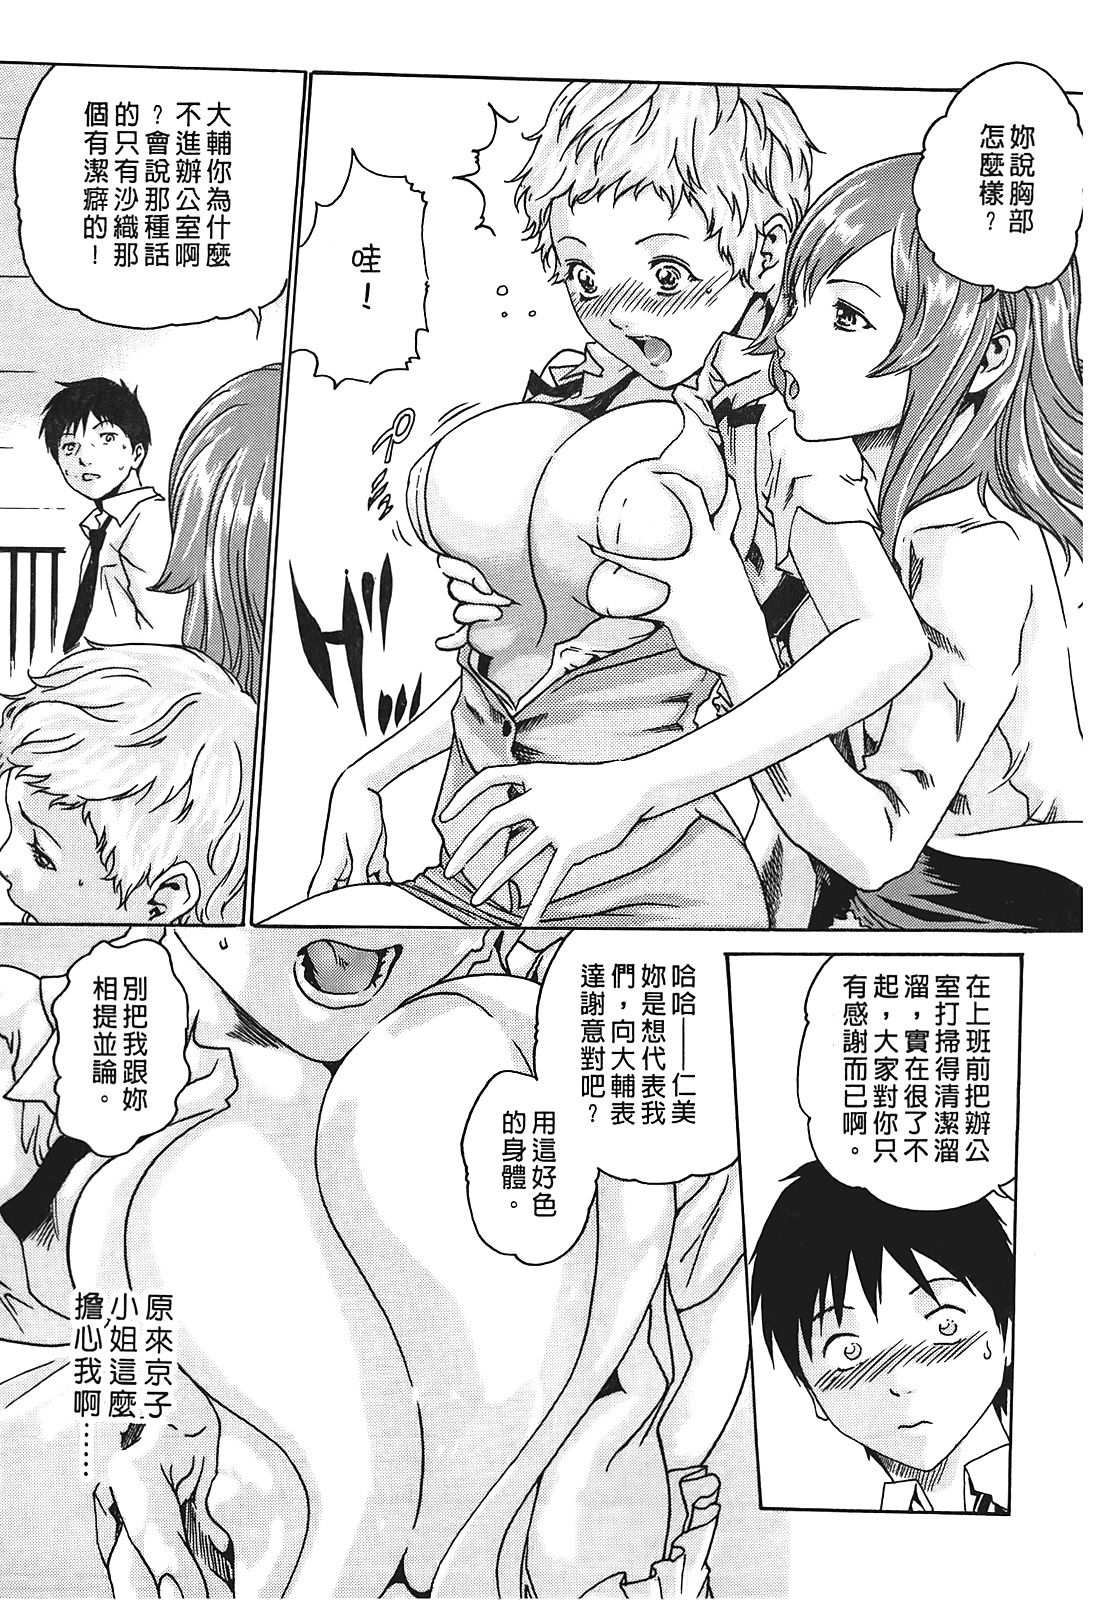 妳說胸部
怎麼樣？
哇！
ド゛…
大輔你為什麼
不進辦公室啊
？會說那種話
的只有沙織那
個有潔癖的！
在上班前把辦公
室打掃得清潔溜
溜，實在很了不
起，大家對你只
有感謝而已啊。
哈哈——仁美
妳是想代表我
們，向大輔表
達謝意對吧？
用這好色
的身體。
別把我跟妳
相提並論。
原來京子
小姐這麼
擔心我啊……